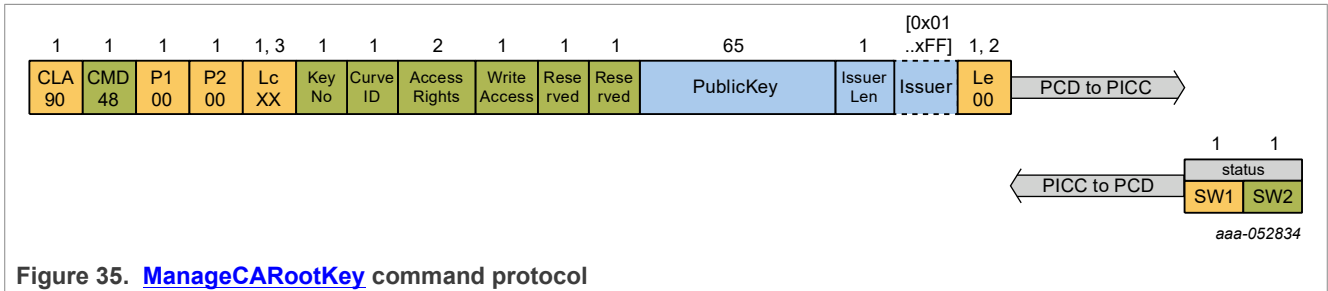 [0x01
1 1 1 1 1, 3 1 1 2 1 1 1 65 1 ..xFF] 1, 2
CLA CMD P1 P2 Lc Key Curve Access Write Rese Rese PublicKey Issuer Issuer Le
90 48 00 00 XX No ID Rights Access rved rved Len 00
PCD to PICC
1 1
status
PICC to PCD
SW1 SW2
aaa-052834
Figure 35. ManageCARootKey command protocol